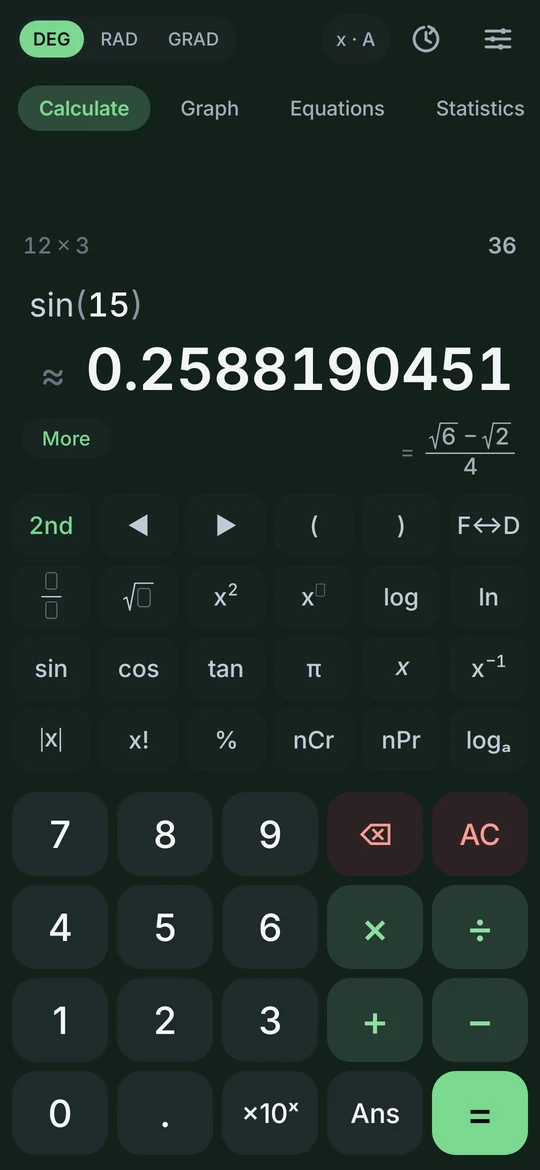 DEG RAD GRAD x · A
Calculate Graph Equations Statistics
12 × 3 36
sin(15)
≈ 0.2588190451
More = (√6 − √2)/4
2nd ◀ ▶ ( ) F↔D
▯/▯ √▯ x² x▯ log ln
sin cos tan π x x⁻¹
|x| x! % nCr nPr logₐ
7 8 9 ⌫ AC
4 5 6 × ÷
1 2 3 + −
0 . ×10ˣ Ans =